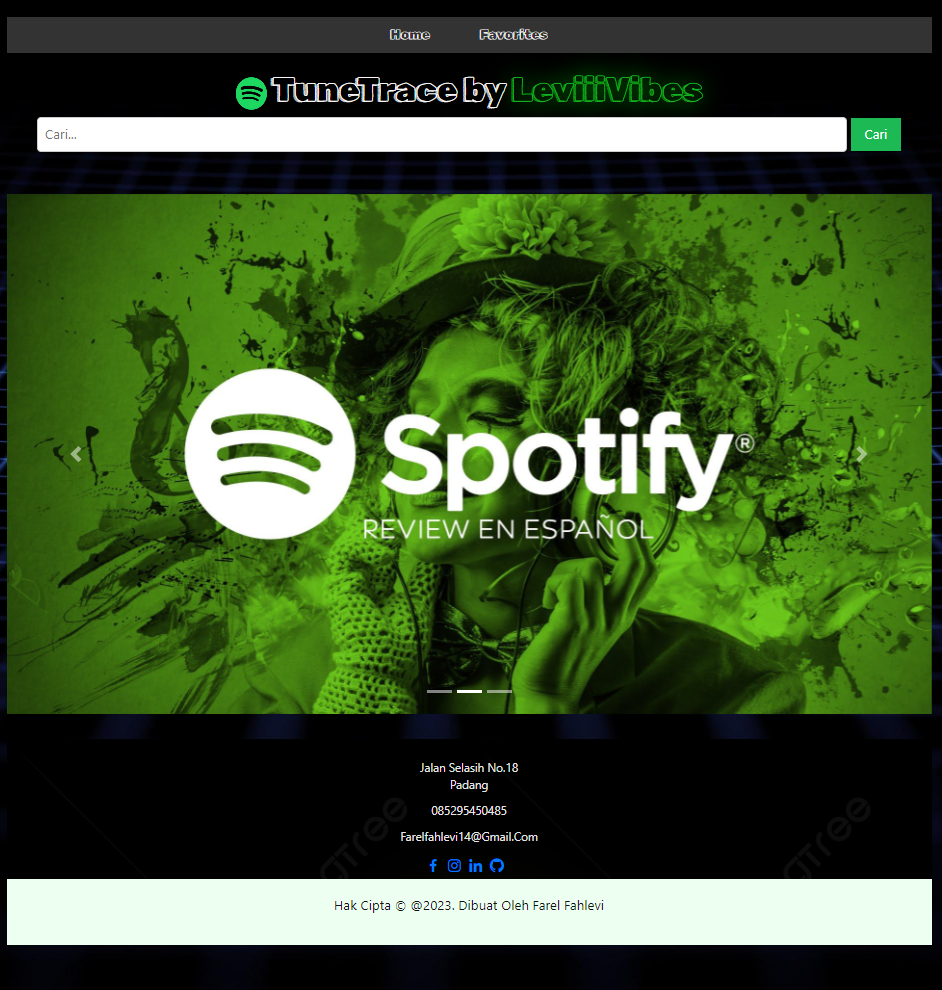 Home Favorites
TuneTrace by LeviiiVibes
Cari... Cari
Spotify®
REVIEW EN ESPAÑOL
Jalan Selasih No.18
Padang
085295450485
Farelfahlevi14@Gmail.Com
Hak Cipta © @2023. Dibuat Oleh Farel Fahlevi